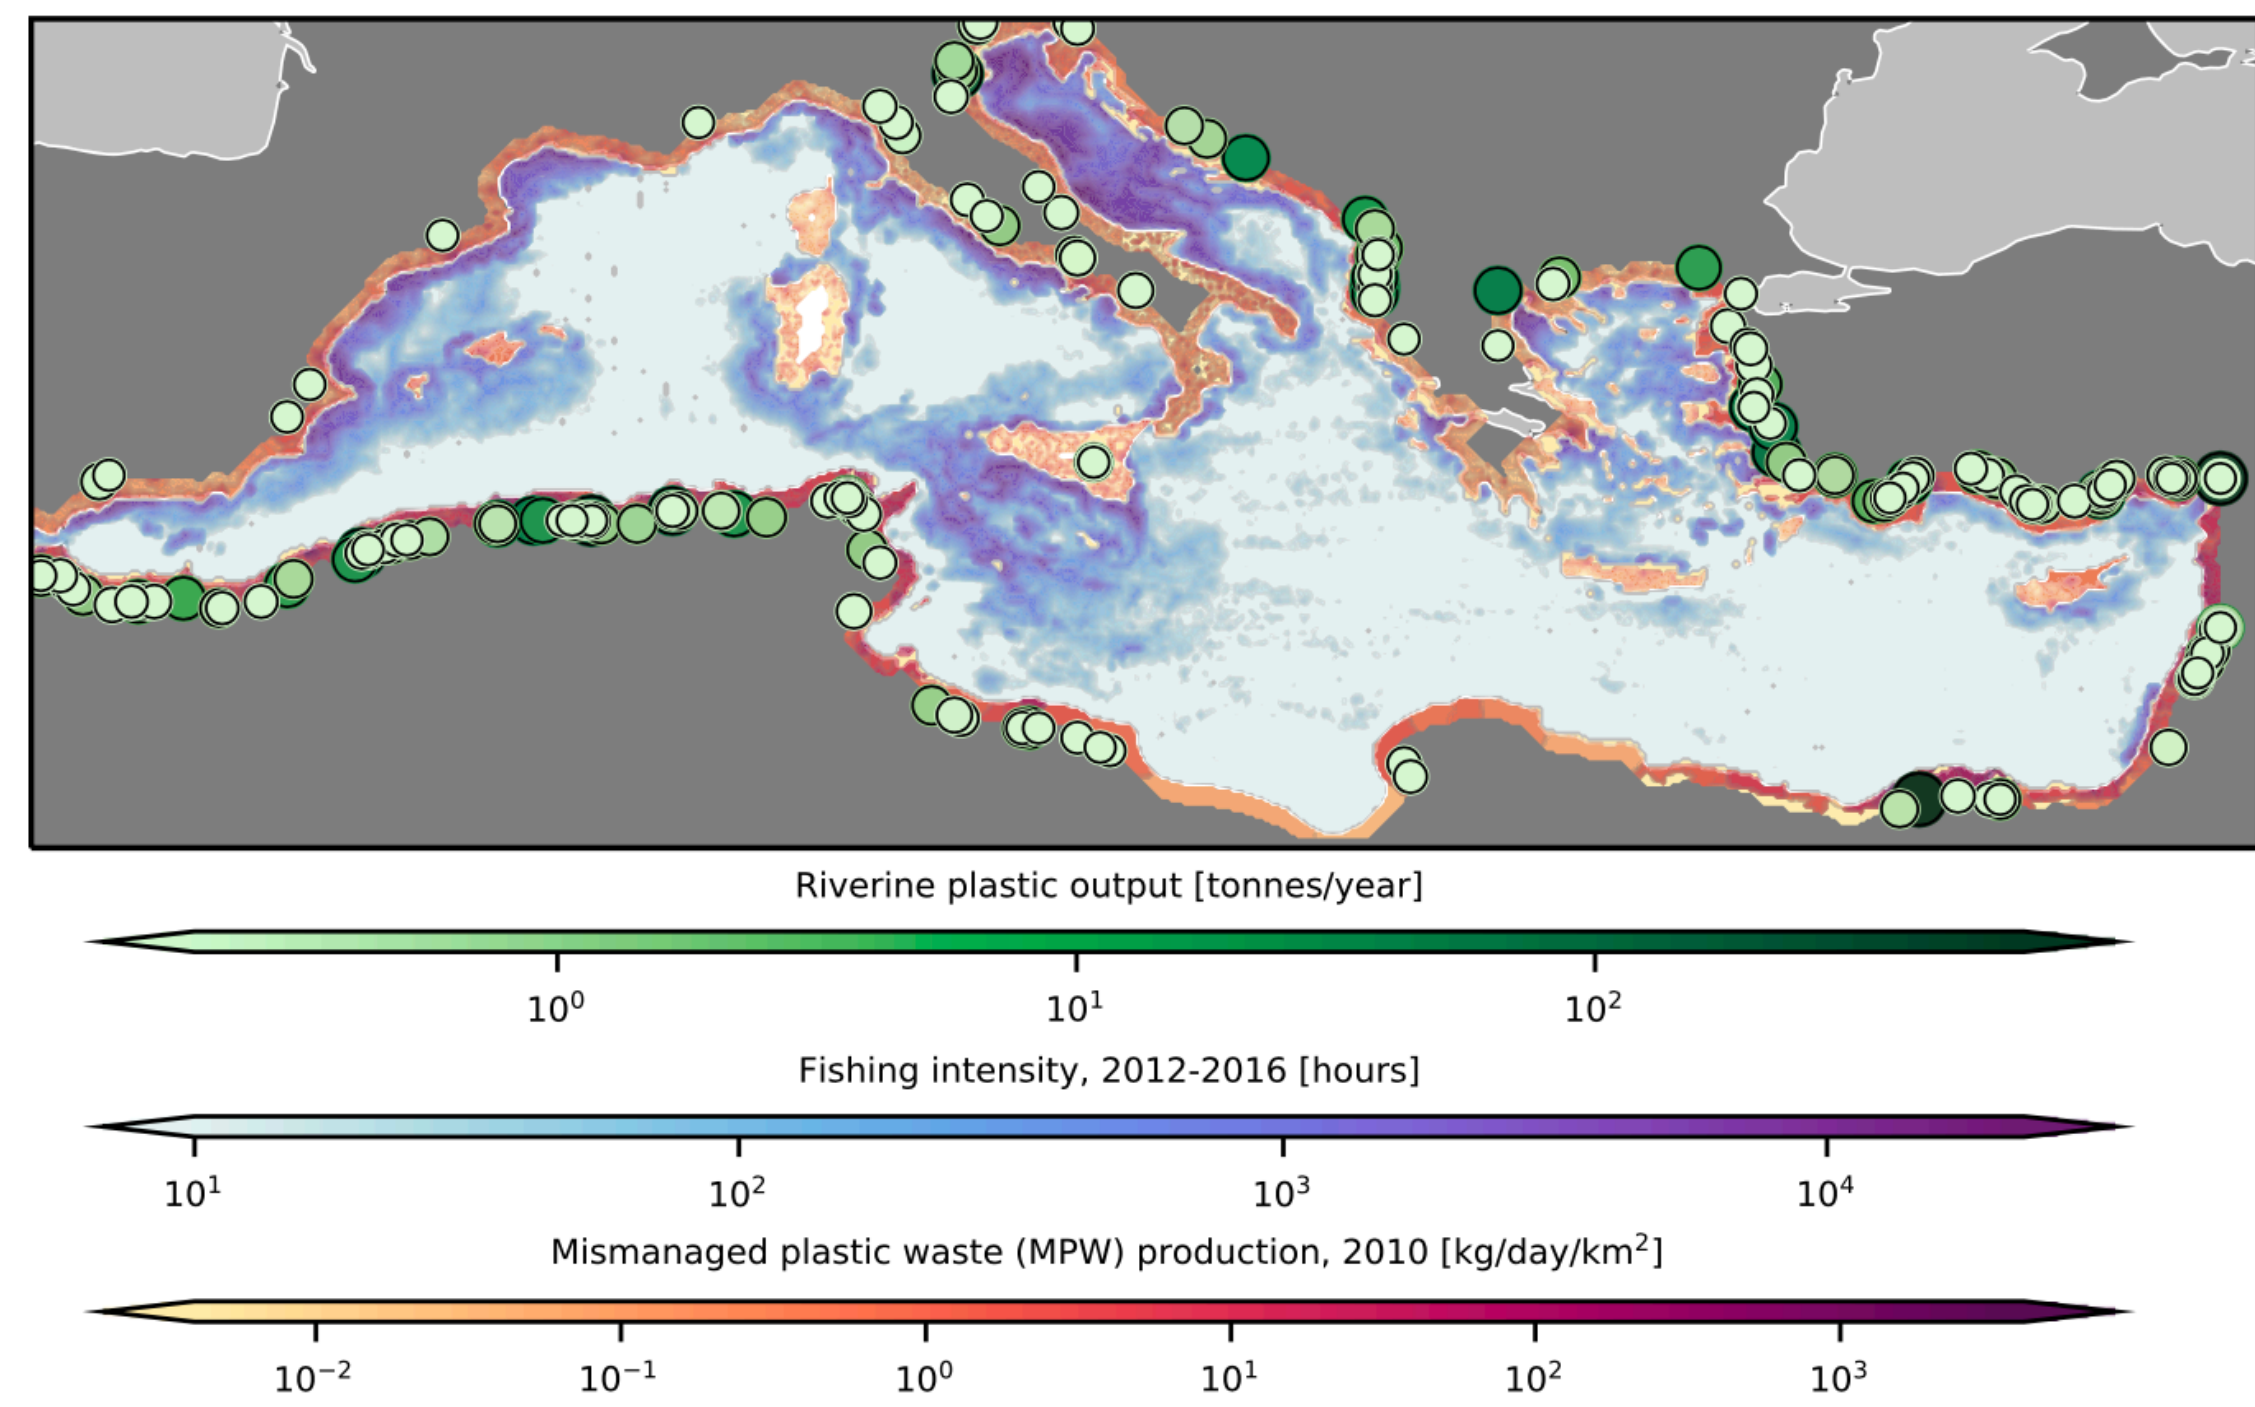 Riverine plastic output [tonnes/year]
10⁰ 10¹ 10²
Fishing intensity, 2012-2016 [hours]
10¹ 10² 10³ 10⁴
Mismanaged plastic waste (MPW) production, 2010 [kg/day/km²]
10⁻² 10⁻¹ 10⁰ 10¹ 10² 10³